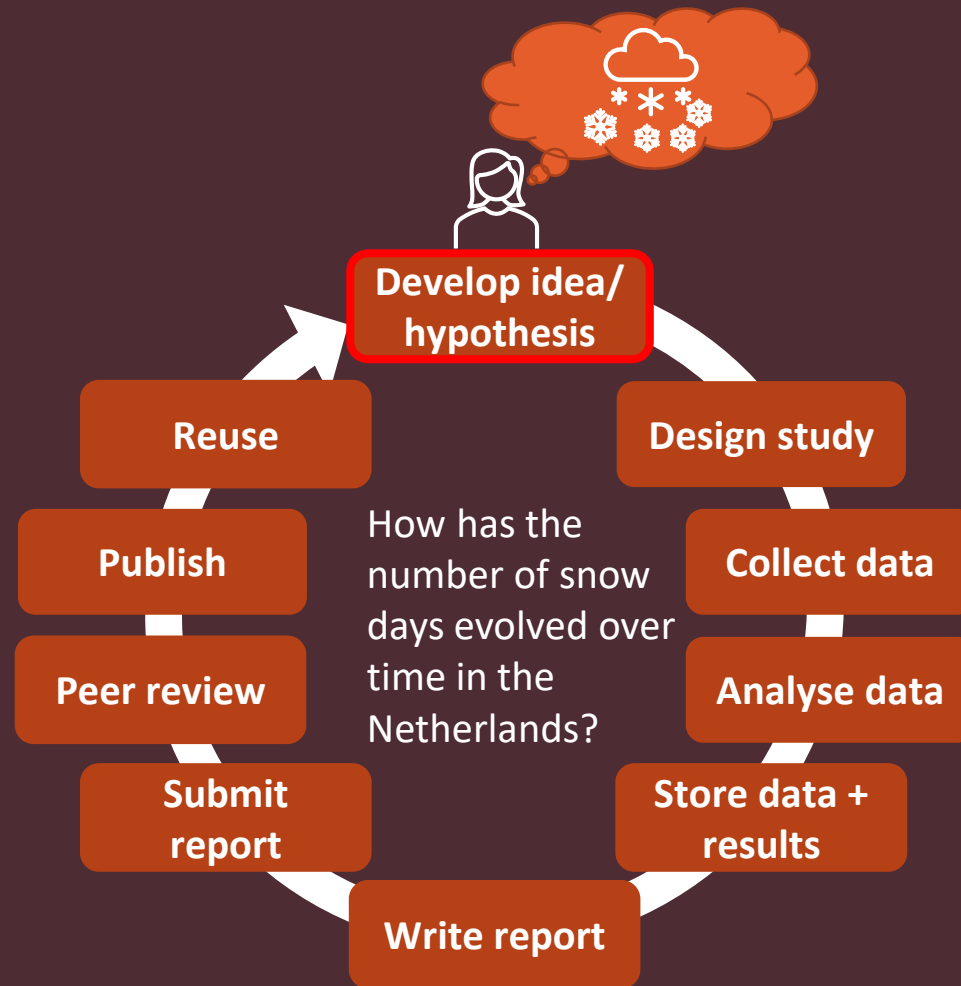 Develop idea/
hypothesis
Design study
Collect data
Analyse data
Store data +
results
Write report
Submit
report
Peer review
Publish
Reuse
How has the
number of snow
days evolved over
time in the
Netherlands?